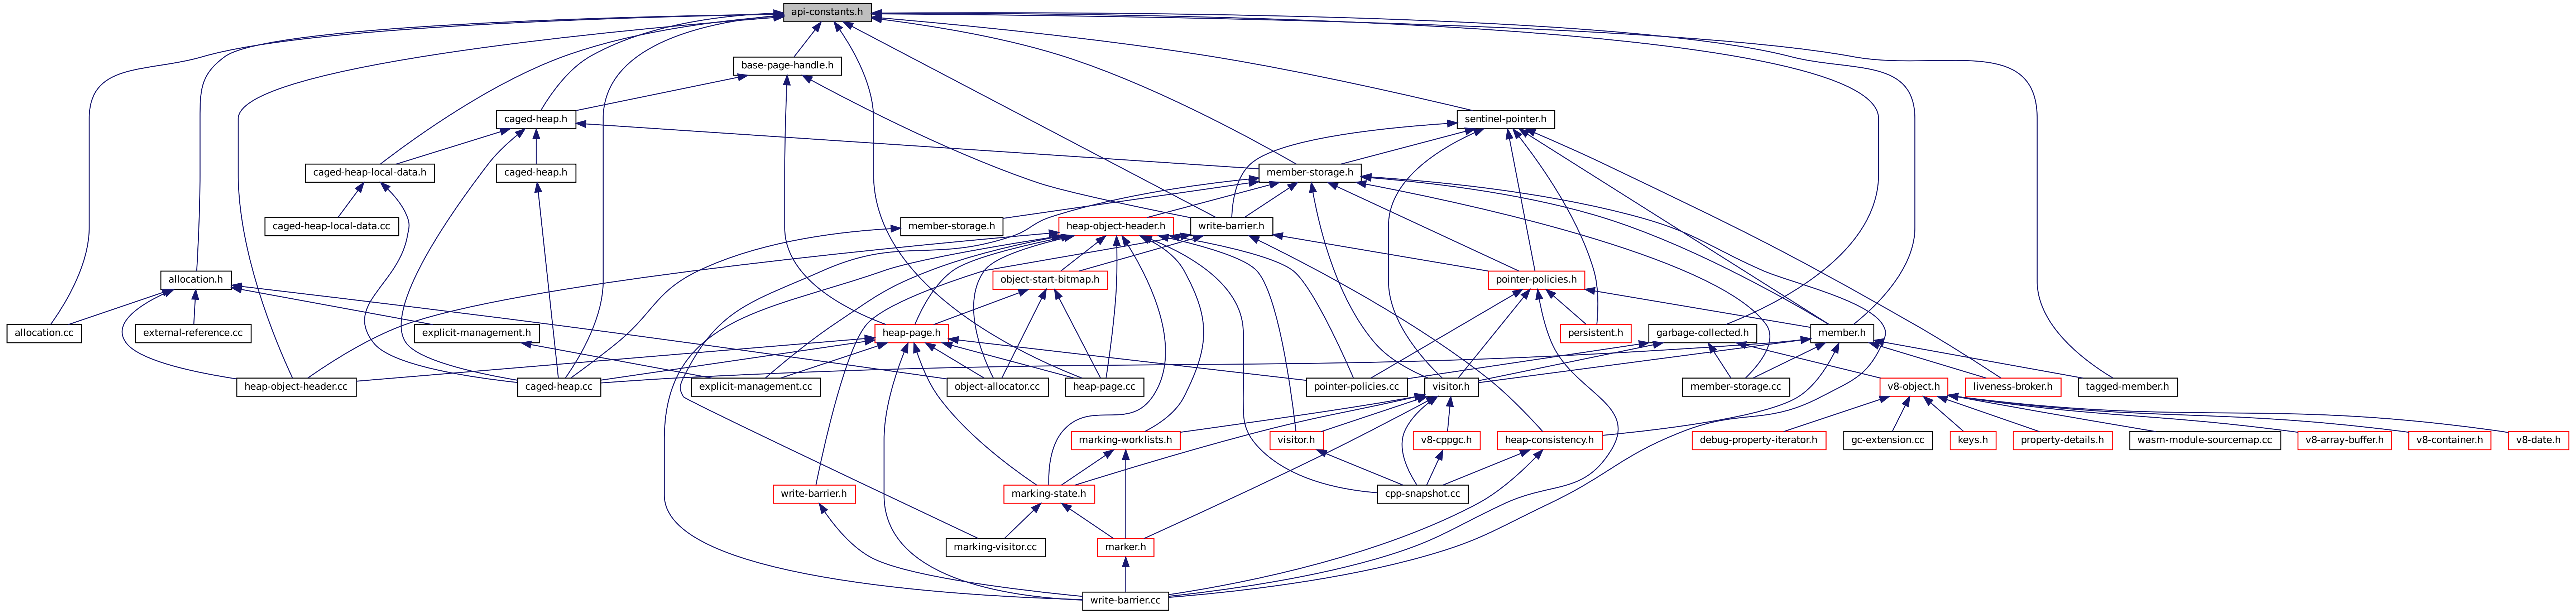 api-constants.h
base-page-handle.h
caged-heap.h
sentinel-pointer.h
caged-heap-local-data.h
caged-heap.h
member-storage.h
caged-heap-local-data.cc
member-storage.h
heap-object-header.h
write-barrier.h
allocation.h
object-start-bitmap.h
pointer-policies.h
allocation.cc
external-reference.cc
explicit-management.h
heap-page.h
persistent.h
garbage-collected.h
member.h
heap-object-header.cc
caged-heap.cc
explicit-management.cc
object-allocator.cc
heap-page.cc
pointer-policies.cc
visitor.h
member-storage.cc
v8-object.h
liveness-broker.h
tagged-member.h
marking-worklists.h
visitor.h
v8-cppgc.h
heap-consistency.h
debug-property-iterator.h
gc-extension.cc
keys.h
property-details.h
wasm-module-sourcemap.cc
v8-array-buffer.h
v8-container.h
v8-date.h
write-barrier.h
marking-state.h
cpp-snapshot.cc
marking-visitor.cc
marker.h
write-barrier.cc